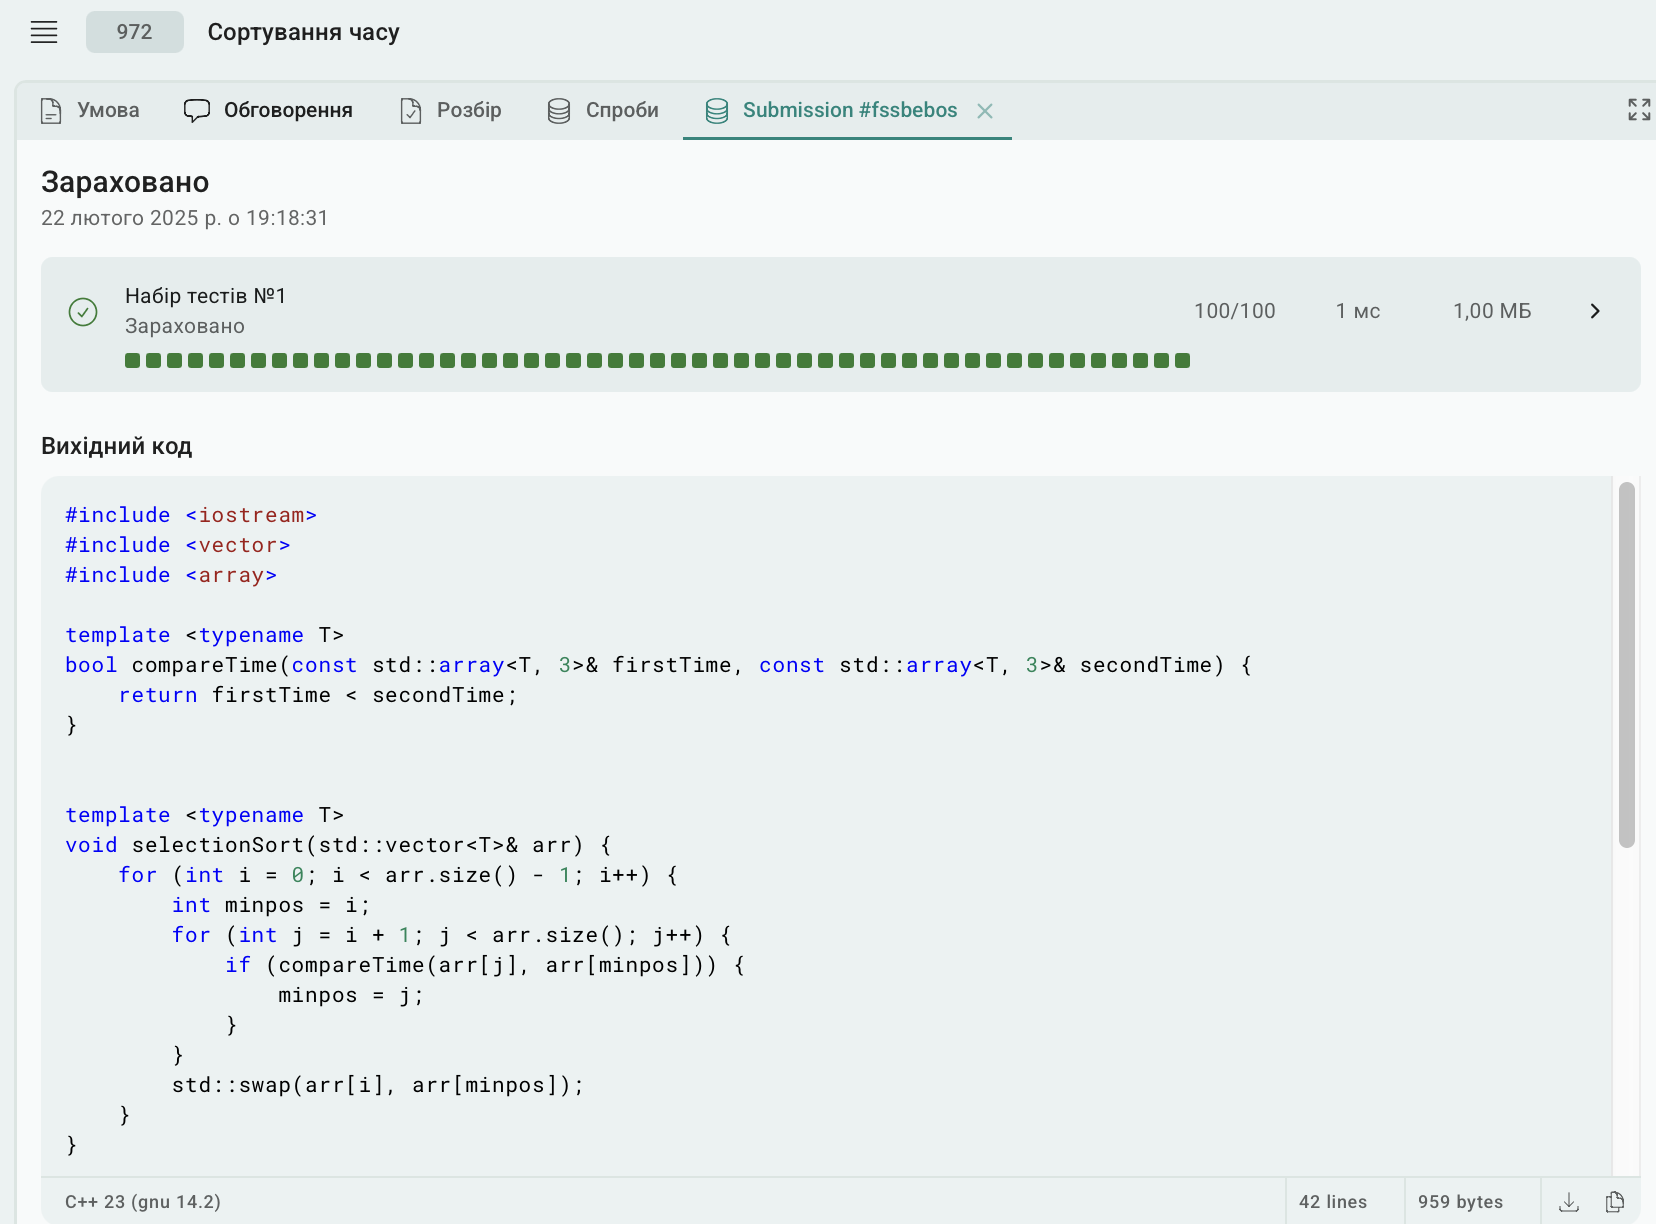 972 Сортування часу
Умова Обговорення Розбір Спроби Submission #fssbebos
Зараховано
22 лютого 2025 р. о 19:18:31
Набір тестів №1
Зараховано
100/100 1 мс 1,00 МБ
Вихідний код
#include <iostream>
#include <vector>
#include <array>
template <typename T>
bool compareTime(const std::array<T, 3>& firstTime, const std::array<T, 3>& secondTime) {
    return firstTime < secondTime;
}
template <typename T>
void selectionSort(std::vector<T>& arr) {
    for (int i = 0; i < arr.size() - 1; i++) {
        int minpos = i;
        for (int j = i + 1; j < arr.size(); j++) {
            if (compareTime(arr[j], arr[minpos])) {
                minpos = j;
            }
        }
        std::swap(arr[i], arr[minpos]);
    }
}
C++ 23 (gnu 14.2) 42 lines 959 bytes